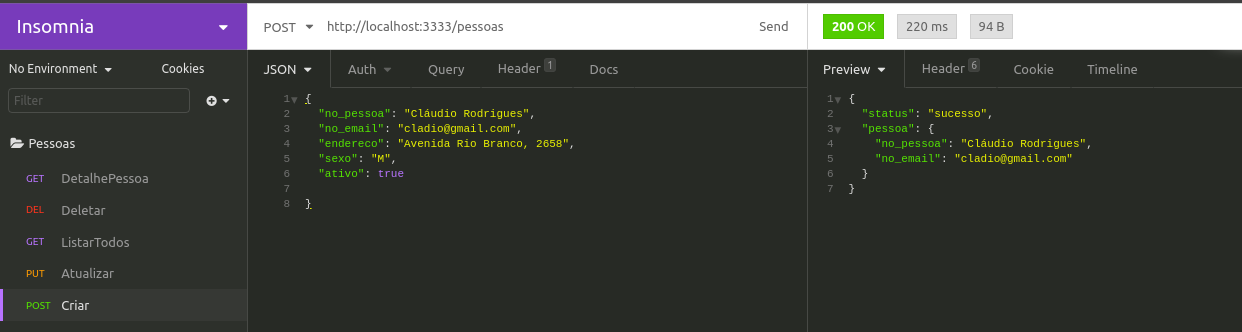 Insomnia
POST http://localhost:3333/pessoas Send
200 OK 220 ms 94 B
No Environment Cookies
Filter
Pessoas
GET DetalhePessoa
DEL Deletar
GET ListarTodos
PUT Atualizar
POST Criar
JSON Auth Query Header 1 Docs
1 {
2 "no_pessoa": "Cláudio Rodrigues",
3 "no_email": "cladio@gmail.com",
4 "endereco": "Avenida Rio Branco, 2658",
5 "sexo": "M",
6 "ativo": true
7
8 }
Preview Header 6 Cookie Timeline
1 {
2 "status": "sucesso",
3 "pessoa": {
4 "no_pessoa": "Cláudio Rodrigues",
5 "no_email": "cladio@gmail.com"
6 }
7 }